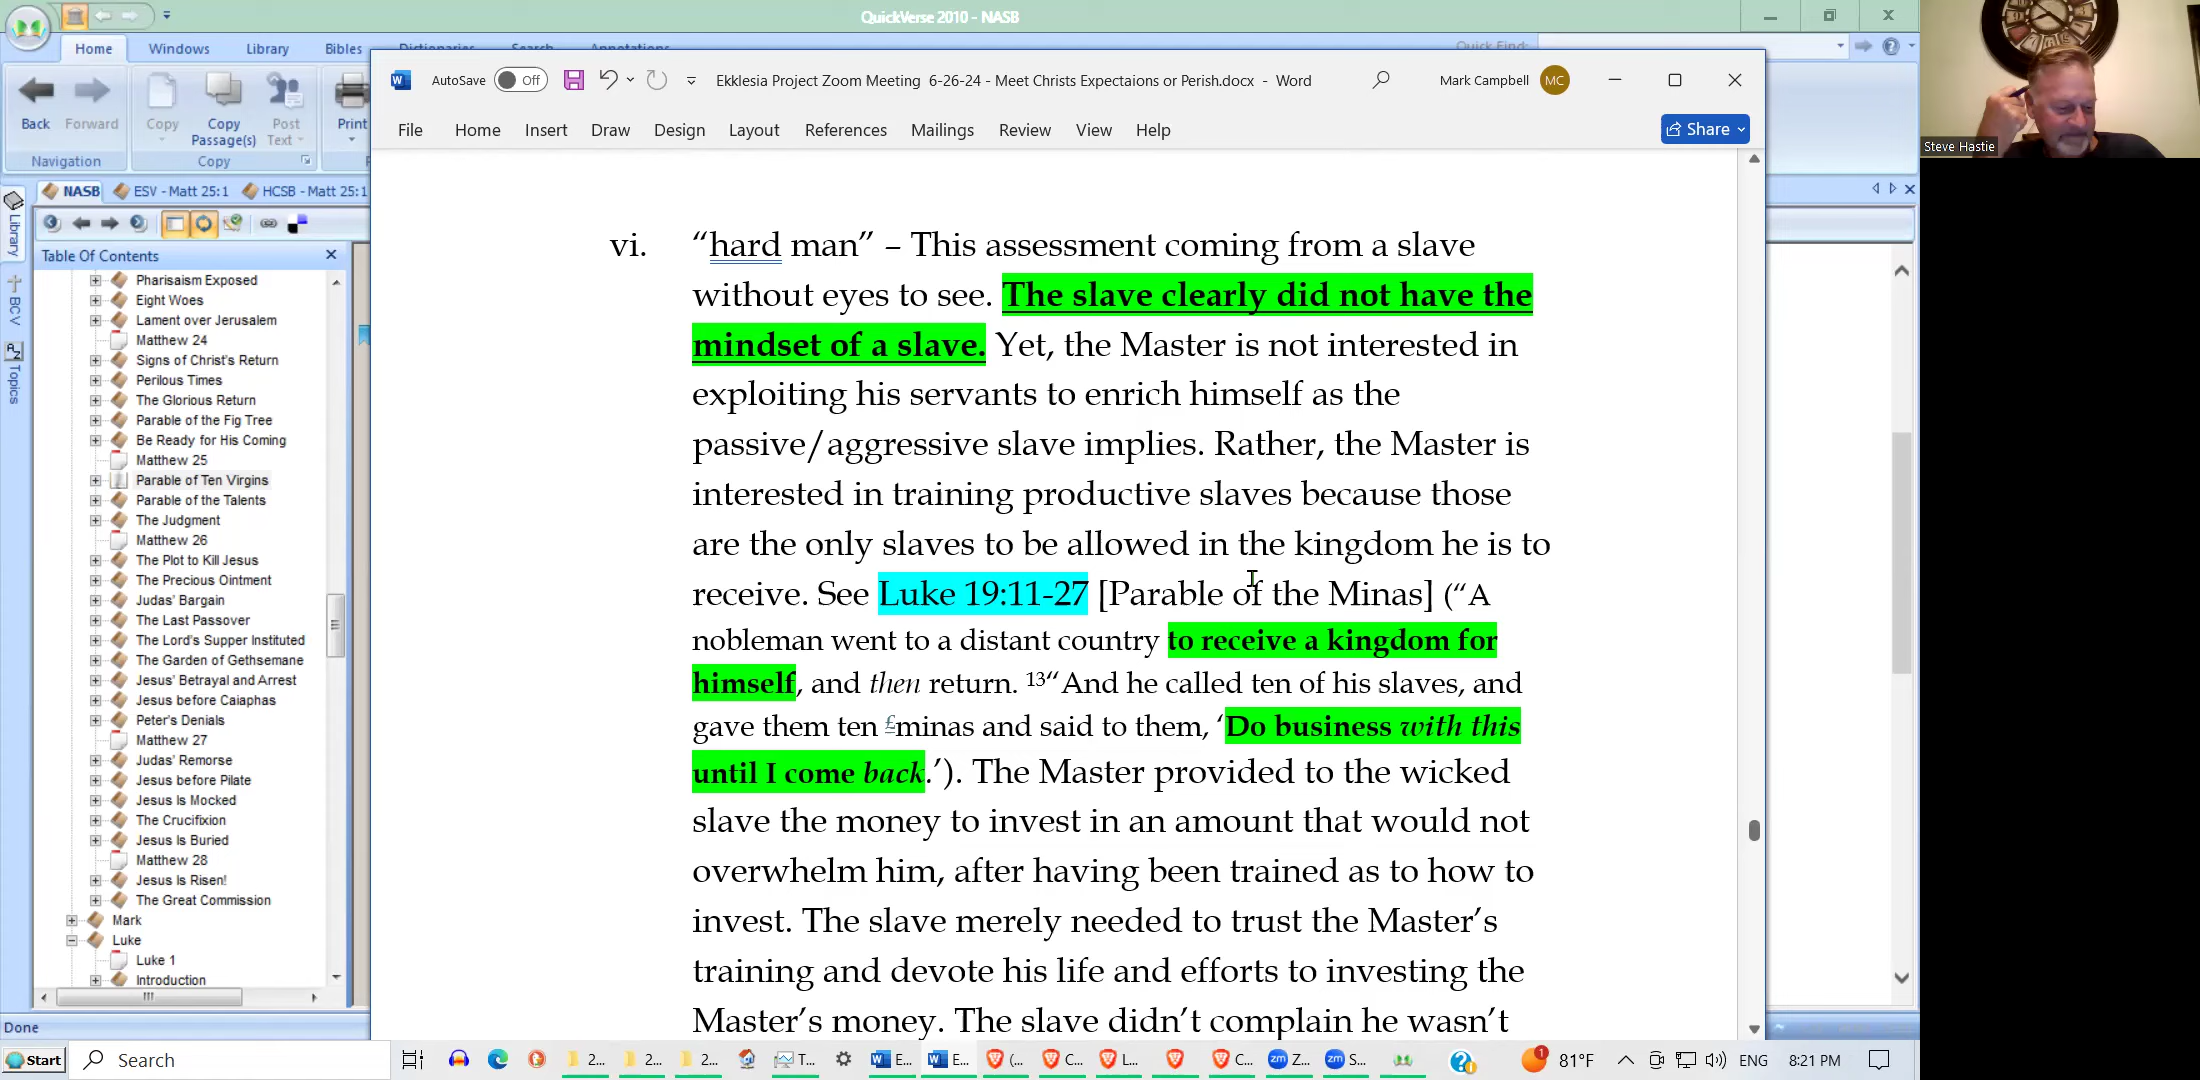 QuickVerse 2010 - NASB
Home Windows Library Bibles Dictionaries Search Annotations Quick Find:
Back Forward Copy Copy Passage(s) Post Text Print
Navigation Copy
NASB ESV - Matt 25:1 HCSB - Matt 25:1
Library
BCV
Topics
Table Of Contents
Pharisaism Exposed
Eight Woes
Lament over Jerusalem
Matthew 24
Signs of Christ's Return
Perilous Times
The Glorious Return
Parable of the Fig Tree
Be Ready for His Coming
Matthew 25
Parable of Ten Virgins
Parable of the Talents
The Judgment
Matthew 26
The Plot to Kill Jesus
The Precious Ointment
Judas' Bargain
The Last Passover
The Lord's Supper Instituted
The Garden of Gethsemane
Jesus' Betrayal and Arrest
Jesus before Caiaphas
Peter's Denials
Matthew 27
Judas' Remorse
Jesus before Pilate
Jesus Is Mocked
The Crucifixion
Jesus Is Buried
Matthew 28
Jesus Is Risen!
The Great Commission
Mark
Luke
Luke 1
Introduction
Done
AutoSave Off Ekklesia Project Zoom Meeting 6-26-24 - Meet Christs Expectaions or Perish.docx - Word Mark Campbell MC
File Home Insert Draw Design Layout References Mailings Review View Help Share
vi. “hard man” – This assessment coming from a slave
without eyes to see. The slave clearly did not have the
mindset of a slave. Yet, the Master is not interested in
exploiting his servants to enrich himself as the
passive/aggressive slave implies. Rather, the Master is
interested in training productive slaves because those
are the only slaves to be allowed in the kingdom he is to
receive. See Luke 19:11-27 [Parable of the Minas] (“A
nobleman went to a distant country to receive a kingdom for
himself, and then return. 13“And he called ten of his slaves, and
gave them ten £minas and said to them, ‘Do business with this
until I come back.’). The Master provided to the wicked
slave the money to invest in an amount that would not
overwhelm him, after having been trained as to how to
invest. The slave merely needed to trust the Master’s
training and devote his life and efforts to investing the
Master’s money. The slave didn’t complain he wasn’t
Steve Hastie
Start Search 2... 2... 2... T... E... E... (... C... L... C... Z... S... 1 81°F ENG 8:21 PM